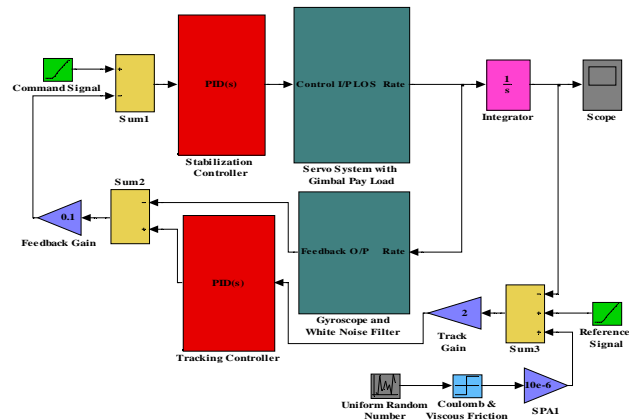 Command Signal
+
−
Sum1
PID(s)
Stabilization
Controller
Control I/P LOS Rate
Servo System with
Gimbal Pay Load
1
s
Integrator
Scope
Sum2
−
+
0.1
Feedback Gain
PID(s)
Tracking Controller
Feedback O/P Rate
Gyroscope and
White Noise Filter
2
Track
Gain
−
+
+
Sum3
Reference
Signal
Uniform Random
Number
Coulomb &
Viscous Friction
10e-6
SPA1